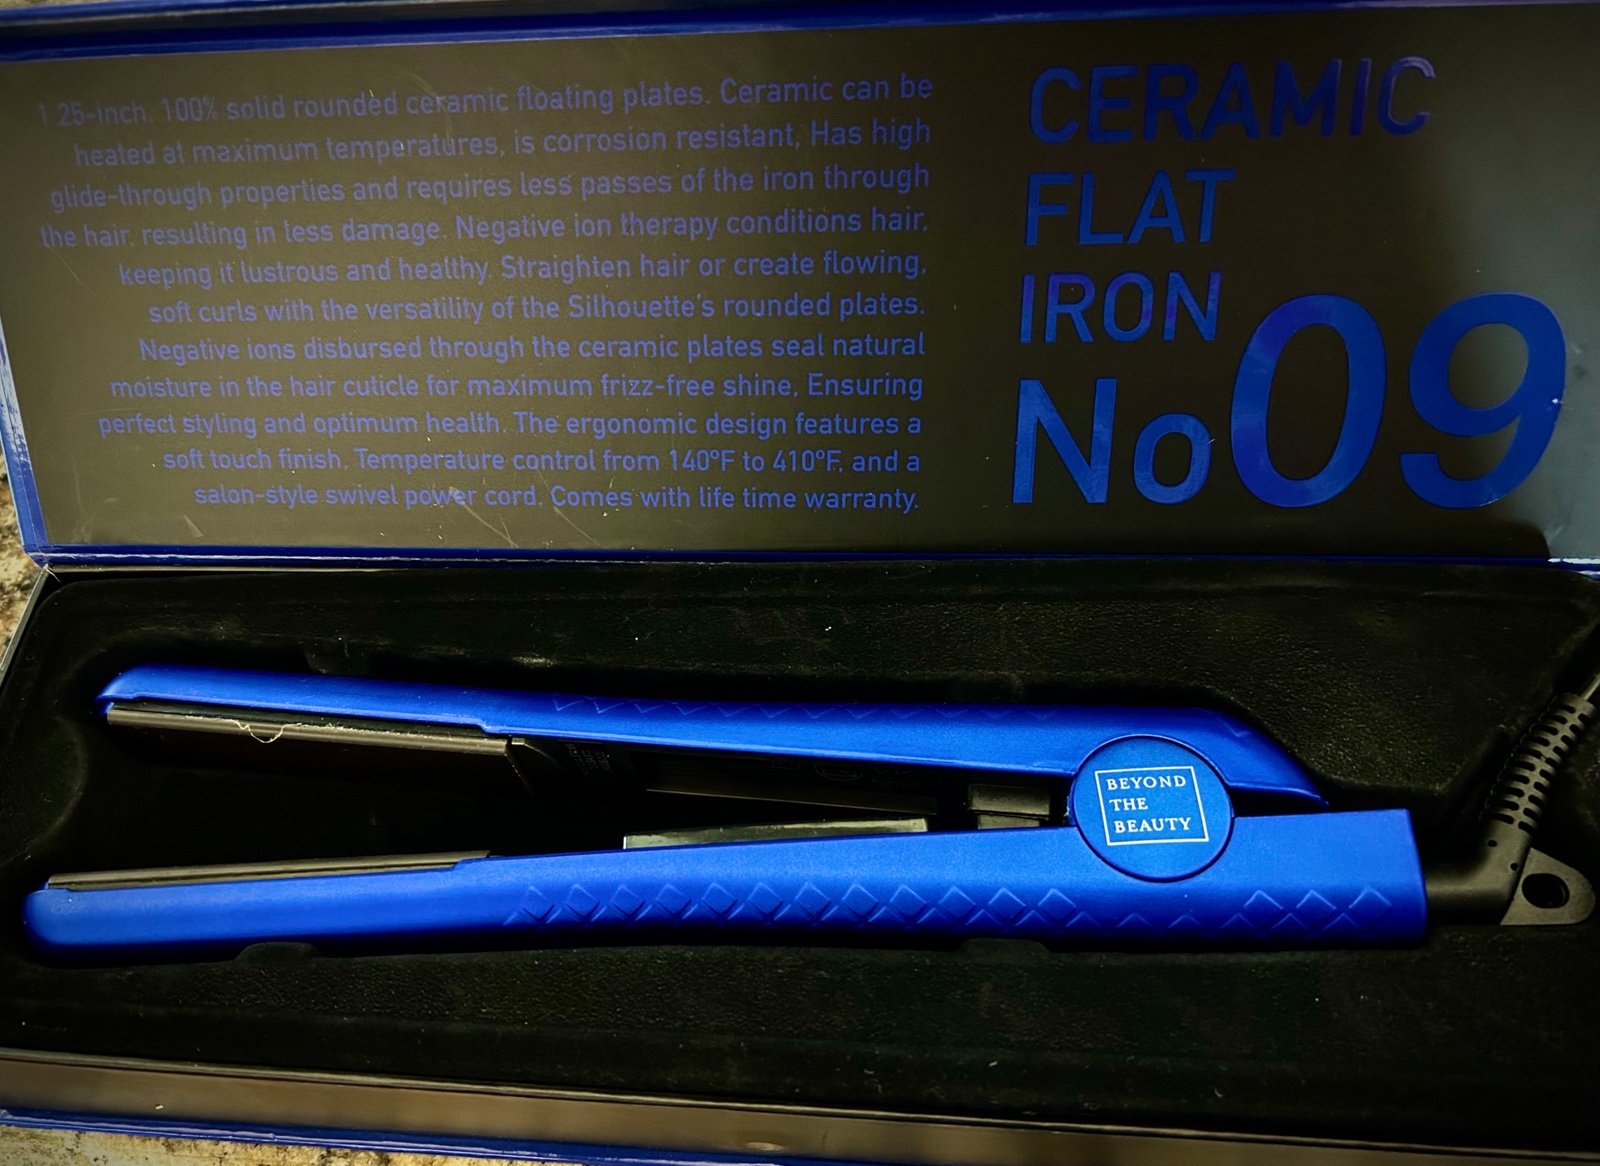 1.25-inch. 100% solid rounded ceramic floating plates. Ceramic can be
heated at maximum temperatures, is corrosion resistant, Has high
glide-through properties and requires less passes of the iron through
the hair, resulting in less damage. Negative ion therapy conditions hair,
keeping it lustrous and healthy. Straighten hair or create flowing,
soft curls with the versatility of the Silhouette's rounded plates.
Negative ions disbursed through the ceramic plates seal natural
moisture in the hair cuticle for maximum frizz-free shine, Ensuring
perfect styling and optimum health. The ergonomic design features a
soft touch finish, Temperature control from 140ºF to 410ºF, and a
salon-style swivel power cord. Comes with life time warranty.
CERAMIC
FLAT
IRON
No09
BEYOND
THE
BEAUTY